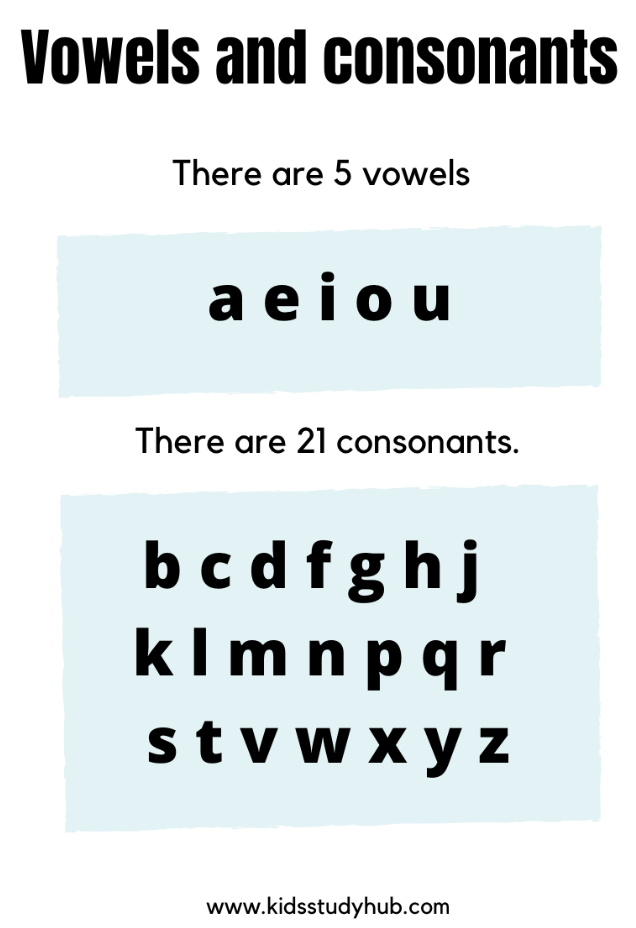 Vowels and consonants
There are 5 vowels
a e i o u
There are 21 consonants.
b c d f g h j
k l m n p q r
s t v w x y z
www.kidsstudyhub.com